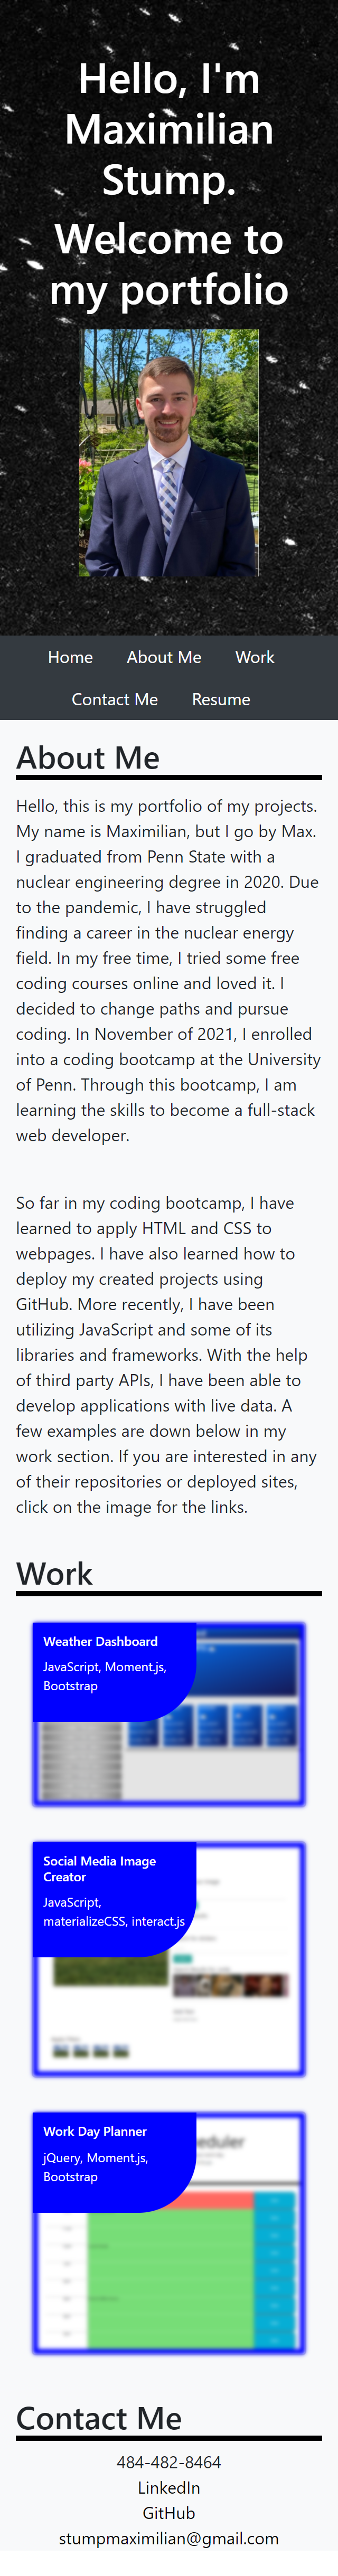 Hello, I'm
Maximilian
Stump.
Welcome to
my portfolio
Home About Me Work
Contact Me Resume
About Me
Hello, this is my portfolio of my projects.
My name is Maximilian, but I go by Max.
I graduated from Penn State with a
nuclear engineering degree in 2020. Due
to the pandemic, I have struggled
finding a career in the nuclear energy
field. In my free time, I tried some free
coding courses online and loved it. I
decided to change paths and pursue
coding. In November of 2021, I enrolled
into a coding bootcamp at the University
of Penn. Through this bootcamp, I am
learning the skills to become a full-stack
web developer.
So far in my coding bootcamp, I have
learned to apply HTML and CSS to
webpages. I have also learned how to
deploy my created projects using
GitHub. More recently, I have been
utilizing JavaScript and some of its
libraries and frameworks. With the help
of third party APIs, I have been able to
develop applications with live data. A
few examples are down below in my
work section. If you are interested in any
of their repositories or deployed sites,
click on the image for the links.
Work
Weather Dashboard
JavaScript, Moment.js,
Bootstrap
Social Media Image
Creator
JavaScript,
materializeCSS, interact.js
Work Day Planner
jQuery, Moment.js,
Bootstrap
Contact Me
484-482-8464
LinkedIn
GitHub
stumpmaximilian@gmail.com